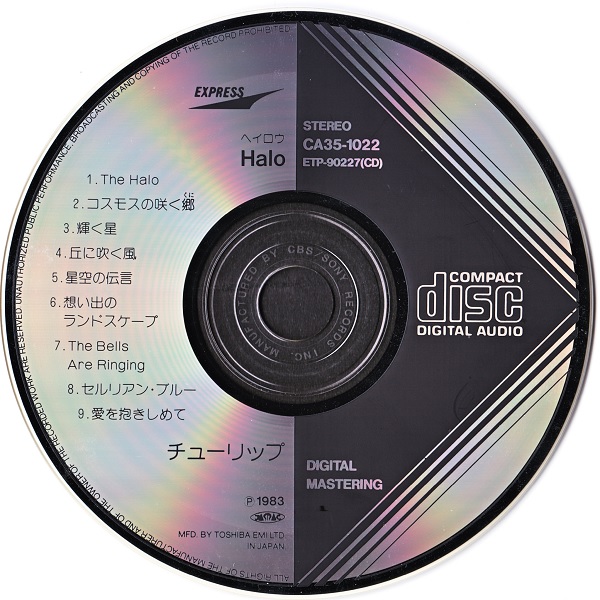 EXPRESS
ヘイロウ
Halo
1. The Halo
くに
2. コスモスの咲く郷
3. 輝く星
4. 丘に吹く風
5. 星空の伝言
6. 想い出の
ランドスケープ
7. The Bells
Are Ringing
8. セルリアン・ブルー
9. 愛を抱きしめて
チューリップ
P 1983
JASRAC
MFD. BY TOSHIBA EMI LTD
IN JAPAN.
STEREO
CA35-1022
ETP-90227(CD)
COMPACT
disc
DIGITAL AUDIO
DIGITAL
MASTERING
MANUFACTURED BY CBS/SONY RECORDS INC.
ALL RIGHTS OF THE MANUFACTURER AND OF THE OWNER OF THE RECORDED WORK ARE RESERVED UNAUTHORIZED PUBLIC PERFORMANCE, BROADCASTING AND COPYING OF THE RECORD PROHIBITED